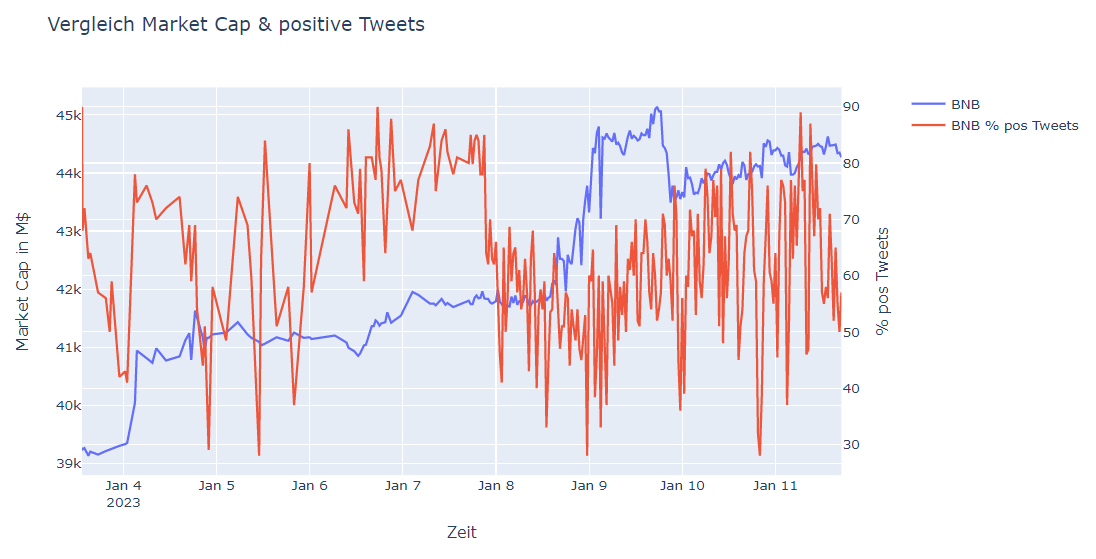 Vergleich Market Cap & positive Tweets
BNB
BNB % pos Tweets
45k
44k
43k
42k
41k
40k
39k
Market Cap in M$
90
80
70
60
50
40
30
% pos Tweets
Jan 4
2023
Jan 5
Jan 6
Jan 7
Jan 8
Jan 9
Jan 10
Jan 11
Zeit